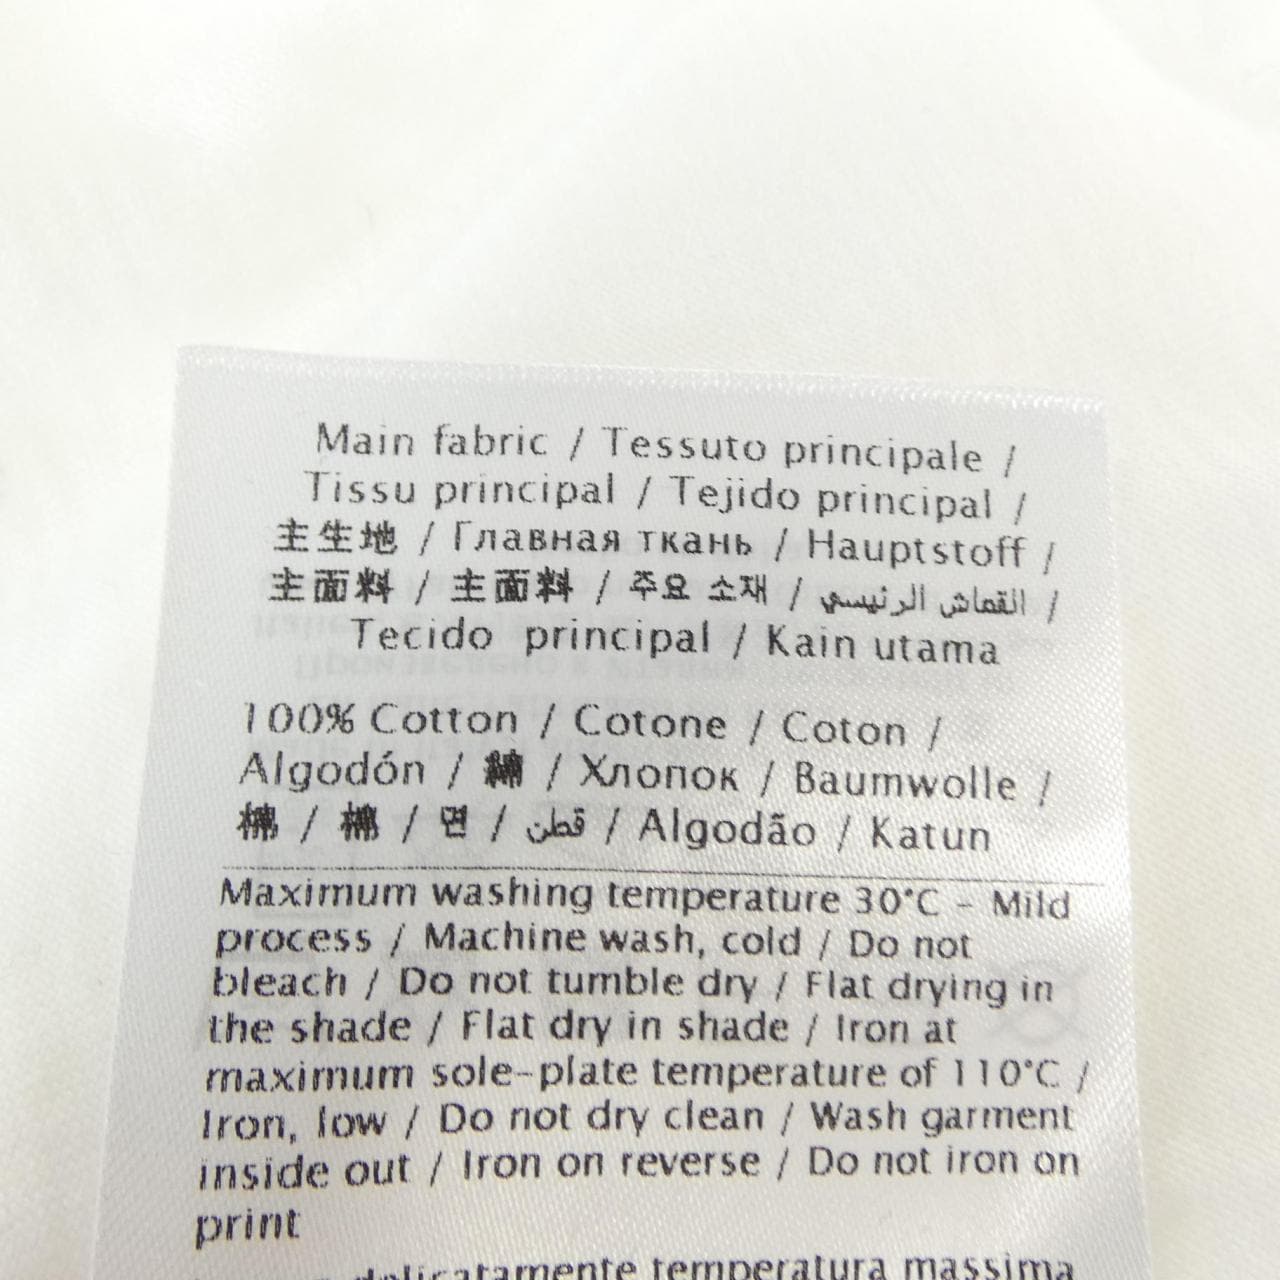 Main fabric / Tessuto principale /
Tissu principal / Tejido principal /
主生地 / Главная ткань / Hauptstoff /
主面料 / 主面料 / 주요 소재 / القماش الرئيسي /
Tecido principal / Kain utama
100% Cotton / Cotone / Coton /
Algodón / 綿 / Хлопок / Baumwolle /
棉 / 棉 / 면 / قطن / Algodão / Katun
Maximum washing temperature 30°C - Mild
process / Machine wash, cold / Do not
bleach / Do not tumble dry / Flat drying in
the shade / Flat dry in shade / Iron at
maximum sole-plate temperature of 110°C /
Iron, low / Do not dry clean / Wash garment
inside out / Iron on reverse / Do not iron on
print
delicatamente temperatura massima